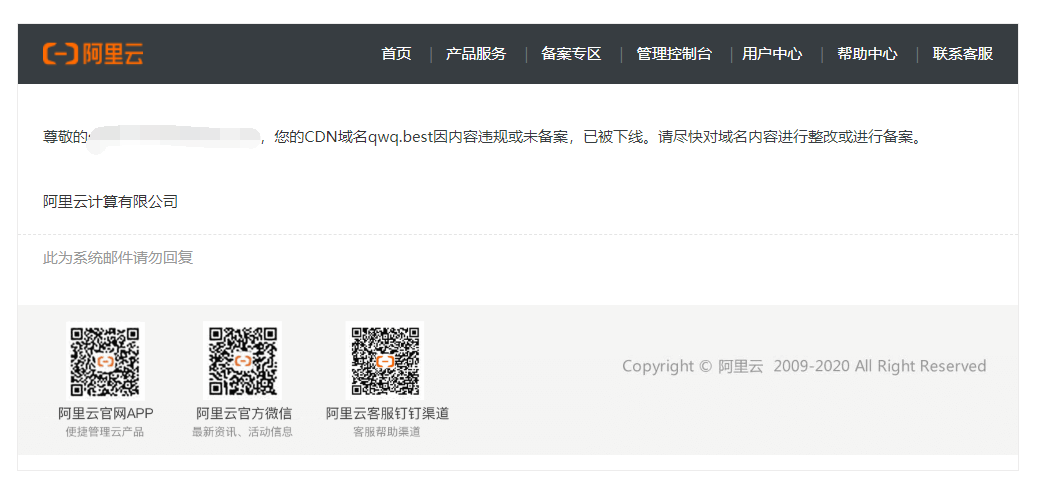 阿里云
首页 | 产品服务 | 备案专区 | 管理控制台 | 用户中心 | 帮助中心 | 联系客服
尊敬的 ，您的CDN域名qwq.best因内容违规或未备案，已被下线。请尽快对域名内容进行整改或进行备案。
阿里云计算有限公司
此为系统邮件请勿回复
阿里云官网APP
便捷管理云产品
阿里云官方微信
最新资讯、活动信息
阿里云客服钉钉渠道
客服帮助渠道
Copyright © 阿里云 2009-2020 All Right Reserved